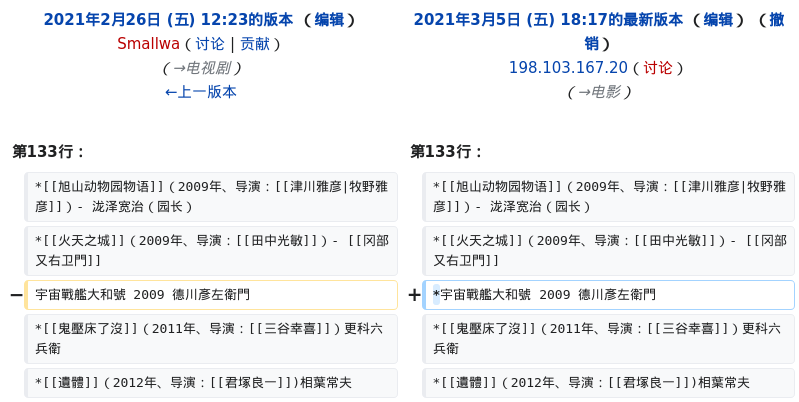 2021年2月26日 (五) 12:23的版本 （编辑）
Smallwa（讨论 | 贡献）
（→电视剧）
←上一版本
第133行：
*[[旭山动物园物语]]（2009年、导演：[[津川雅彦|牧野雅
彦]]）- 泷泽宽治（园长）
*[[火天之城]]（2009年、导演：[[田中光敏]]）- [[冈部
又右卫門]]
−
宇宙戰艦大和號 2009 德川彥左衛門
*[[鬼壓床了沒]]（2011年、导演：[[三谷幸喜]]）更科六
兵衛
*[[遺體]]（2012年、导演：[[君塚良一]])相葉常夫
2021年3月5日 (五) 18:17的最新版本 （编辑） （撤
销）
198.103.167.20（讨论）
（→电影）
第133行：
*[[旭山动物园物语]]（2009年、导演：[[津川雅彦|牧野雅
彦]]）- 泷泽宽治（园长）
*[[火天之城]]（2009年、导演：[[田中光敏]]）- [[冈部
又右卫門]]
+
*宇宙戰艦大和號 2009 德川彥左衛門
*[[鬼壓床了沒]]（2011年、导演：[[三谷幸喜]]）更科六
兵衛
*[[遺體]]（2012年、导演：[[君塚良一]])相葉常夫